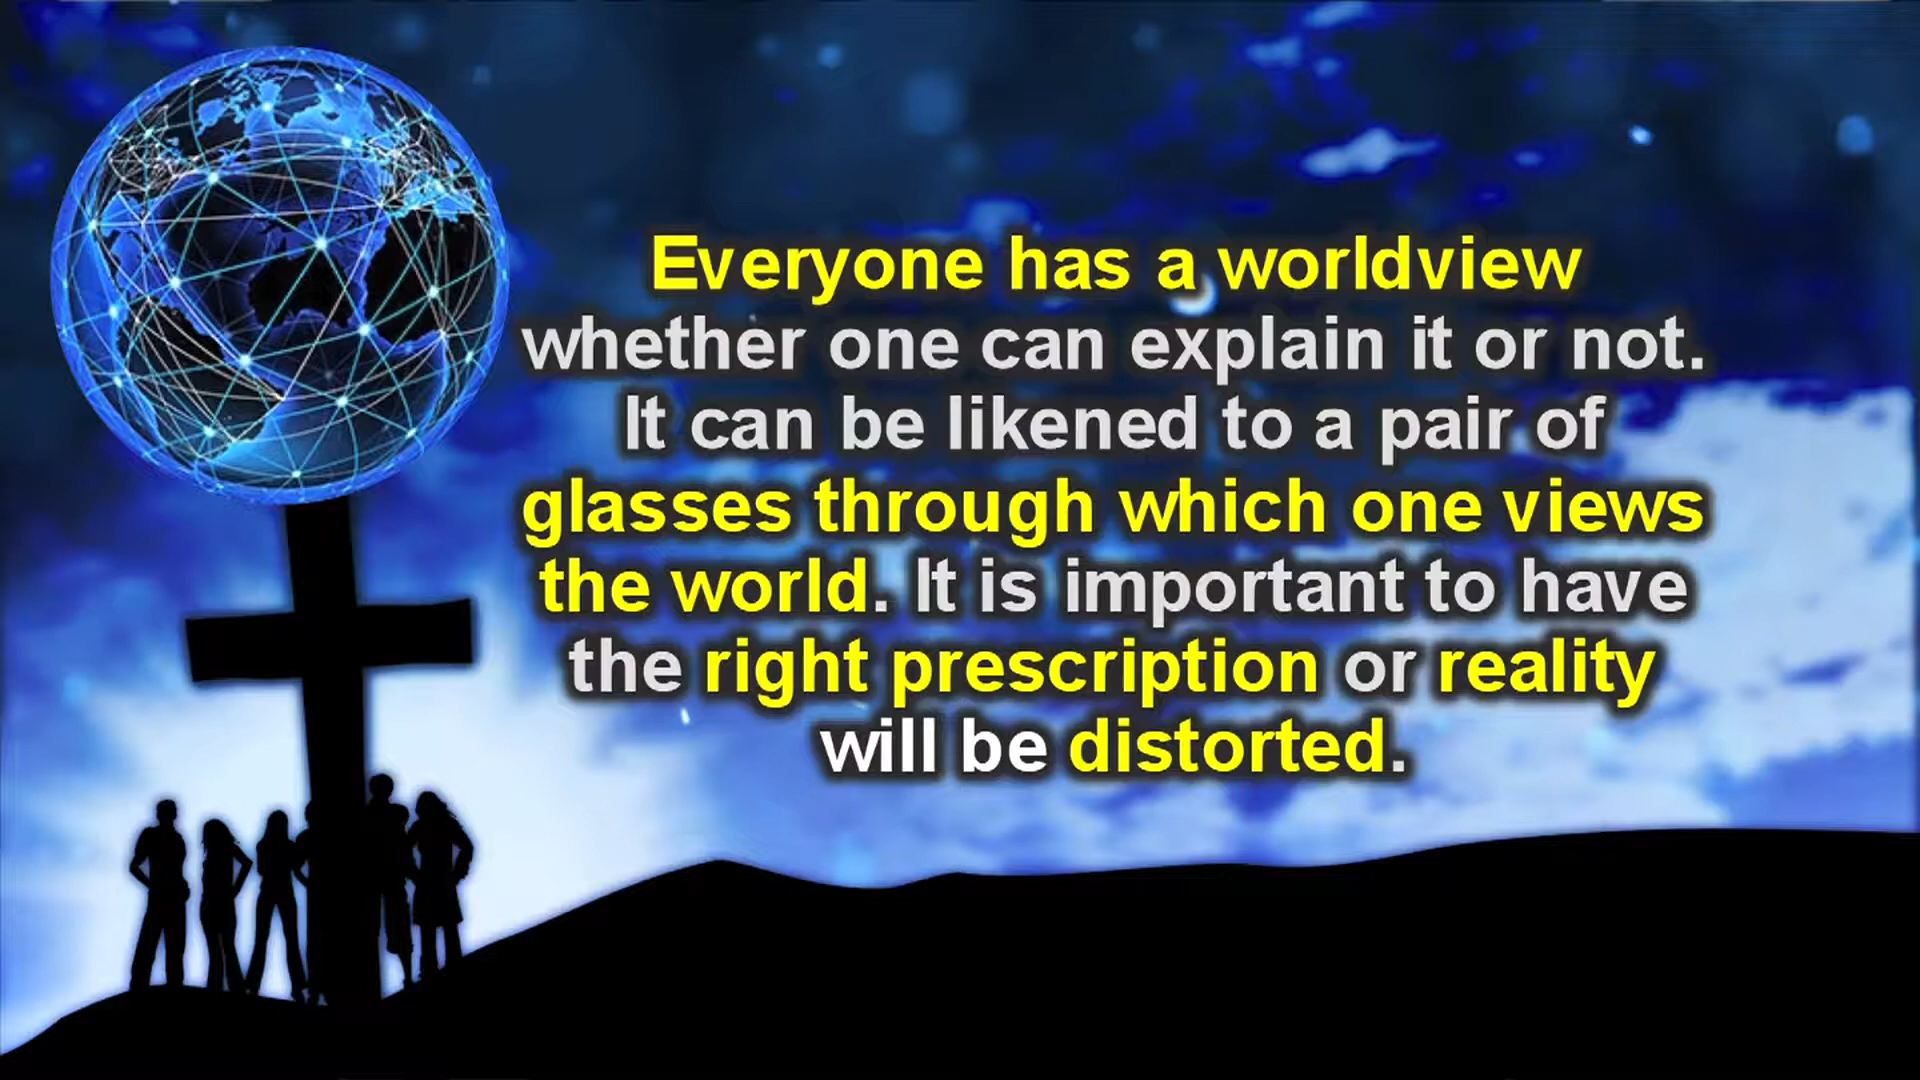 Everyone has a worldview
whether one can explain it or not.
It can be likened to a pair of
glasses through which one views
the world. It is important to have
the right prescription or reality
will be distorted.